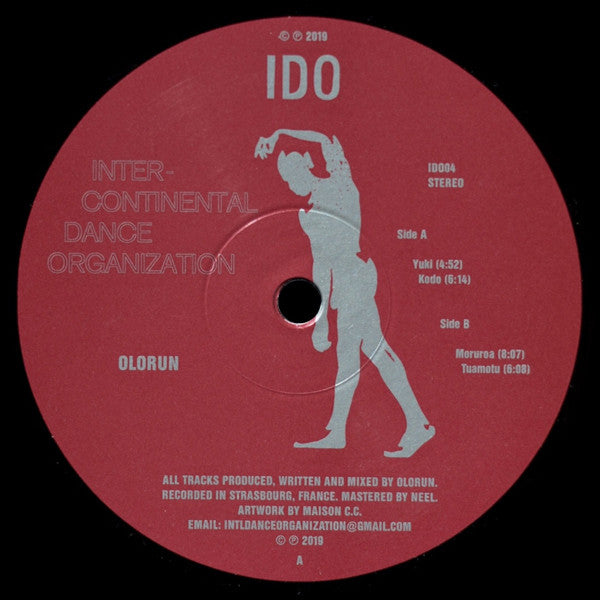 © ℗ 2019
IDO
INTER-
CONTINENTAL
DANCE
ORGANIZATION
IDO04
STEREO
Side A
Yuki (4:52)
Kodo (6:14)
Side B
Moruroa (8:07)
Tuamotu (6:08)
OLORUN
ALL TRACKS PRODUCED, WRITTEN AND MIXED BY OLORUN.
RECORDED IN STRASBOURG, FRANCE. MASTERED BY NEEL.
ARTWORK BY MAISON C.C.
EMAIL: INTLDANCEORGANIZATION@GMAIL.COM
© ℗ 2019
A